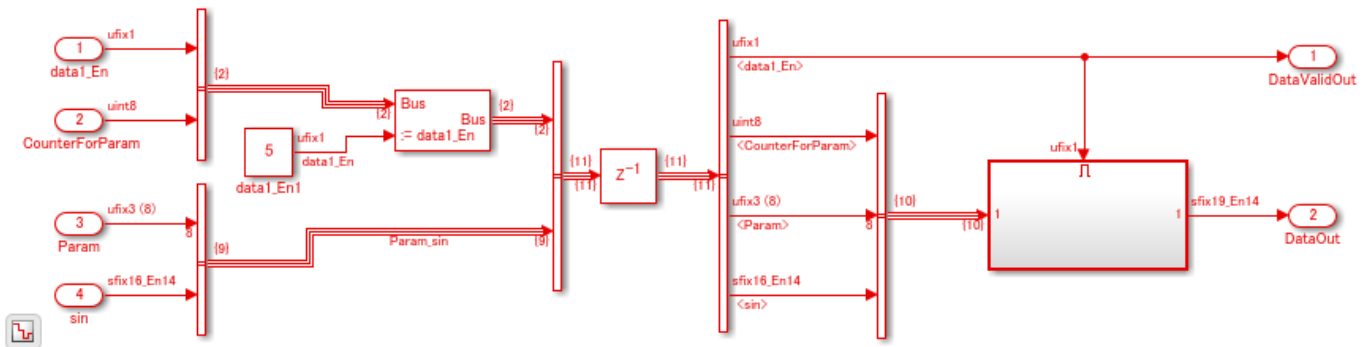 1
ufix1
data1_En
2
uint8
CounterForParam
{2}
{2}
5
ufix1
data1_En
data1_En1
Bus
:= data1_En
Bus
{2}
{2}
3
ufix3 (8)
8
Param
4
sfix16_En14
sin
{9}
Param_sin
{9}
{11}
{11}
z⁻¹
{11}
{11}
ufix1
<data1_En>
uint8
<CounterForParam>
ufix3 (8)
8
<Param>
sfix16_En14
<sin>
{10}
{10}
ufix1
1
1
sfix19_En14
1
DataValidOut
2
DataOut